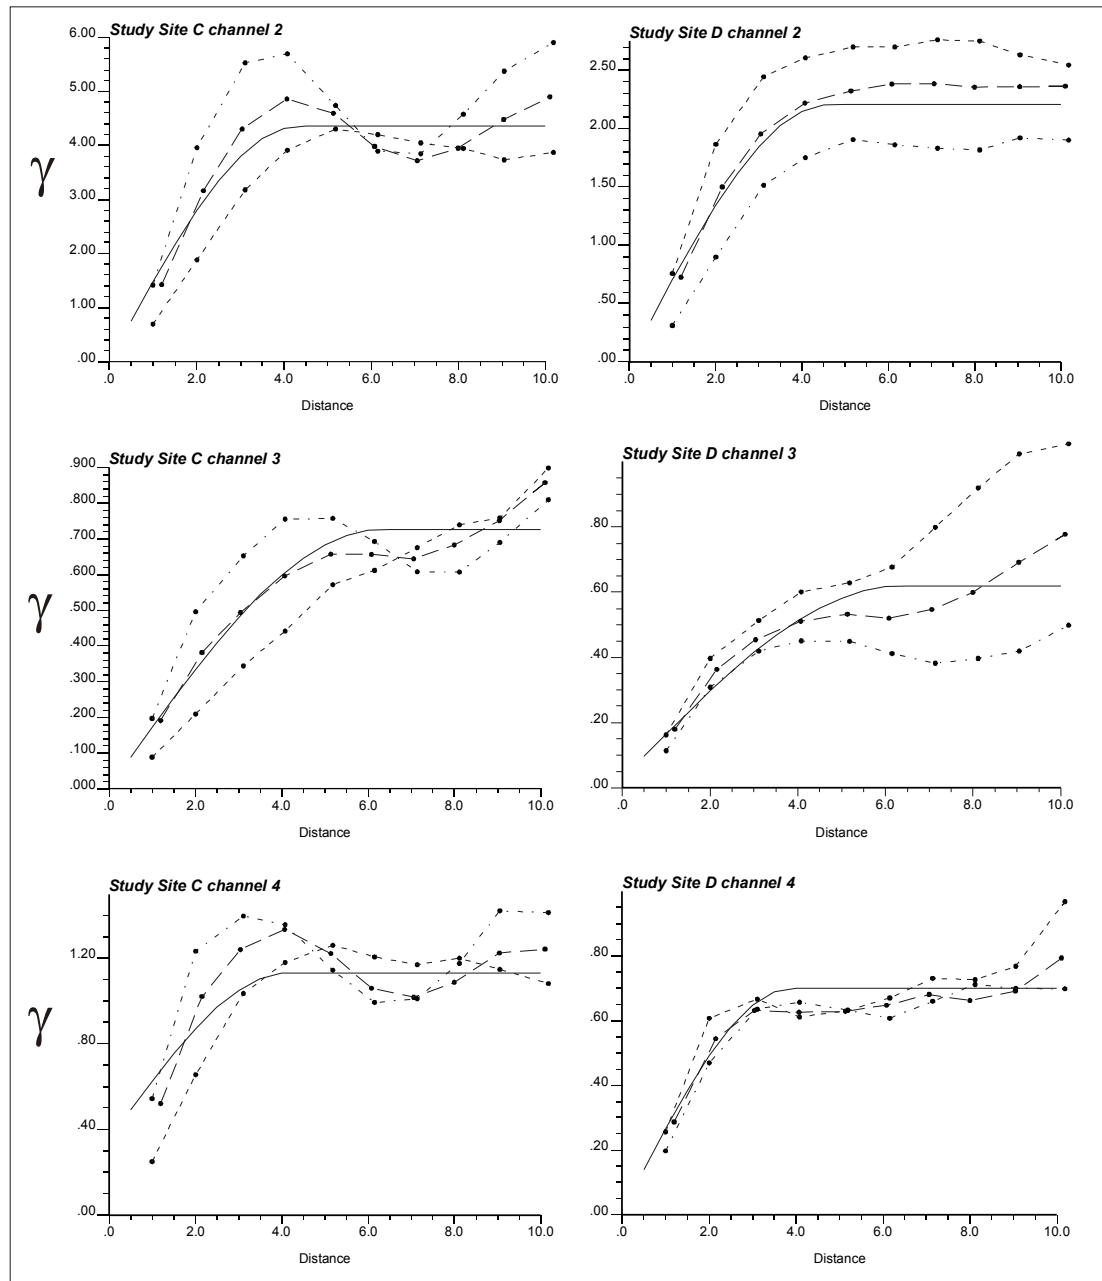 Study Site C channel 2
6.00
5.00
4.00
γ
3.00
2.00
1.00
.00
.0 2.0 4.0 6.0 8.0 10.0
Distance
Study Site D channel 2
2.50
2.00
1.50
1.00
.50
.00
.0 2.0 4.0 6.0 8.0 10.0
Distance
Study Site C channel 3
.900
.800
.700
.600
γ
.500
.400
.300
.200
.100
.000
.0 2.0 4.0 6.0 8.0 10.0
Distance
Study Site D channel 3
.80
.60
.40
.20
.00
.0 2.0 4.0 6.0 8.0 10.0
Distance
Study Site C channel 4
1.20
γ
.80
.40
.00
.0 2.0 4.0 6.0 8.0 10.0
Distance
Study Site D channel 4
.80
.60
.40
.20
.00
.0 2.0 4.0 6.0 8.0 10.0
Distance